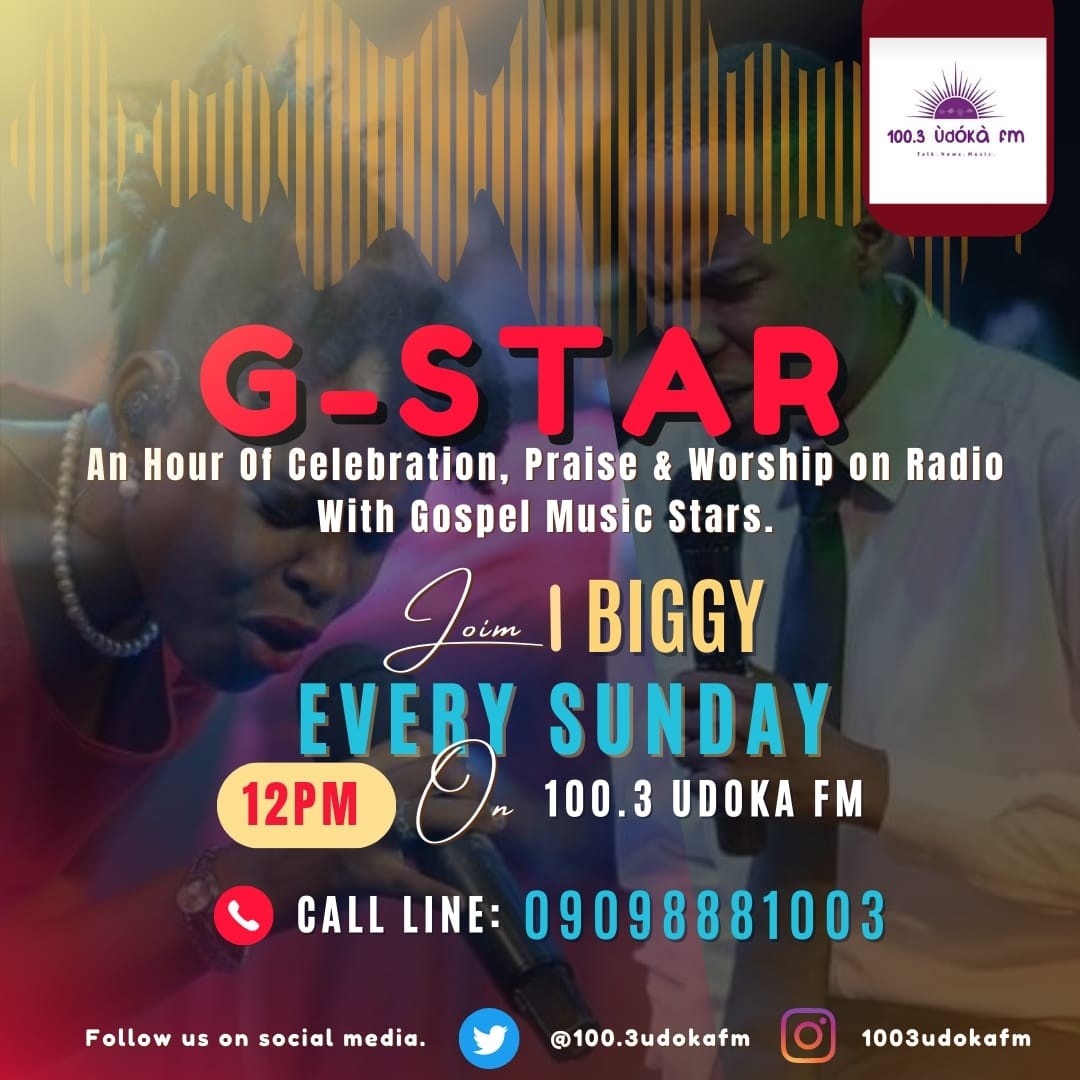 100.3 ùdókà fm
Talk. News. Music.
G-STAR
An Hour Of Celebration, Praise & Worship on Radio
With Gospel Music Stars.
Joim I BIGGY
EVERY SUNDAY
12PM On 100.3 UDOKA FM
CALL LINE: 09098881003
Follow us on social media. @100.3udokafm 1003udokafm